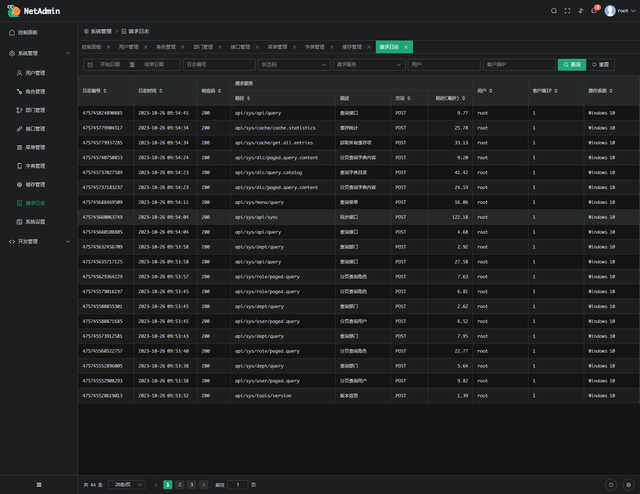 NetAdmin
root
控制面板
系统管理
用户管理
角色管理
部门管理
接口管理
菜单管理
字典管理
缓存管理
请求日志
系统设置
开发管理
系统管理 > 请求日志
控制面板 用户管理 角色管理 部门管理 接口管理 菜单管理 字典管理 缓存管理 请求日志
开始日期 至 结束日期 日志编号 状态码 请求服务 用户 客户端IP 查询 重置
日志编号 日志时间 响应码 请求服务 用户 客户端IP 操作系统
路径 描述 方法 耗时(毫秒)
475745824890885 2023-10-26 09:54:45 200 api/sys/api/query 查询接口 POST 9.77 root 1 Windows 10
475745779904517 2023-10-26 09:54:34 200 api/sys/cache/cache.statistics 缓存统计 POST 25.78 root 1 Windows 10
475745779937285 2023-10-26 09:54:34 200 api/sys/cache/get.all.entries 获取所有缓存项 POST 33.13 root 1 Windows 10
475745740750853 2023-10-26 09:54:24 200 api/sys/dic/paged.query.content 分页查询字典内容 POST 9.20 root 1 Windows 10
475745737027589 2023-10-26 09:54:23 200 api/sys/dic/query.catalog 查询字典目录 POST 41.42 root 1 Windows 10
475745737183237 2023-10-26 09:54:23 200 api/sys/dic/paged.query.content 分页查询字典内容 POST 24.53 root 1 Windows 10
475745688469509 2023-10-26 09:54:11 200 api/sys/menu/query 查询菜单 POST 16.06 root 1 Windows 10
475745660063749 2023-10-26 09:54:04 200 api/sys/api/sync 同步接口 POST 122.18 root 1 Windows 10
475745660108805 2023-10-26 09:54:04 200 api/sys/api/query 查询接口 POST 4.68 root 1 Windows 10
475745632456709 2023-10-26 09:53:58 200 api/sys/dept/query 查询部门 POST 2.92 root 1 Windows 10
475745635717125 2023-10-26 09:53:58 200 api/sys/api/query 查询接口 POST 27.58 root 1 Windows 10
475745629364229 2023-10-26 09:53:57 200 api/sys/role/paged.query 分页查询角色 POST 7.63 root 1 Windows 10
475745579016197 2023-10-26 09:53:45 200 api/sys/role/paged.query 分页查询角色 POST 6.81 root 1 Windows 10
475745580855301 2023-10-26 09:53:45 200 api/sys/dept/query 查询部门 POST 2.62 root 1 Windows 10
475745580871685 2023-10-26 09:53:45 200 api/sys/user/paged.query 分页查询用户 POST 6.52 root 1 Windows 10
475745573912581 2023-10-26 09:53:43 200 api/sys/dept/query 查询部门 POST 7.95 root 1 Windows 10
475745560522757 2023-10-26 09:53:40 200 api/sys/role/paged.query 分页查询角色 POST 22.77 root 1 Windows 10
475745552896005 2023-10-26 09:53:38 200 api/sys/dept/query 查询部门 POST 5.64 root 1 Windows 10
475745552908293 2023-10-26 09:53:38 200 api/sys/user/paged.query 分页查询用户 POST 9.82 root 1 Windows 10
475745528619013 2023-10-26 09:53:32 200 api/sys/tools/version 版本信息 POST 1.39 root 1 Windows 10
共 44 条 20条/页 1 2 3 前往 1 页